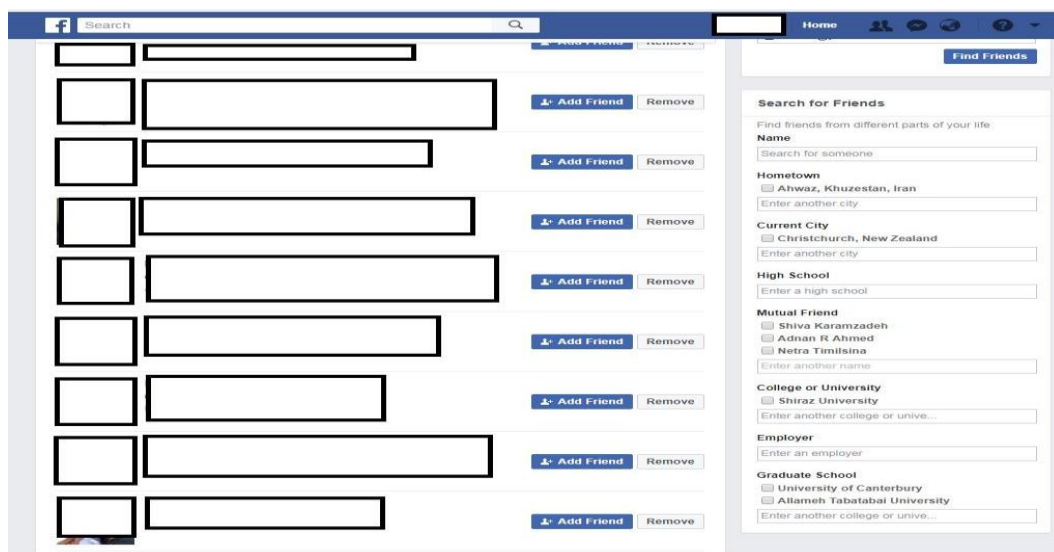 f
Search
Home
Add Friend Remove
Find Friends
Add Friend Remove
Search for Friends
Find friends from different parts of your life
Name
Search for someone
Add Friend Remove
Hometown
Ahwaz, Khuzestan, Iran
Enter another city
Add Friend Remove
Current City
Christchurch, New Zealand
Enter another city
High School
Add Friend Remove
Enter a high school
Mutual Friend
Shiva Karamzadeh
Adnan R Ahmed
Add Friend Remove
Netra Timilsina
Enter another name
College or University
Shiraz University
Add Friend Remove
Enter another college or unive...
Employer
Enter an employer
Add Friend Remove
Graduate School
University of Canterbury
Allameh Tabatabai University
Enter another college or unive...
Add Friend Remove